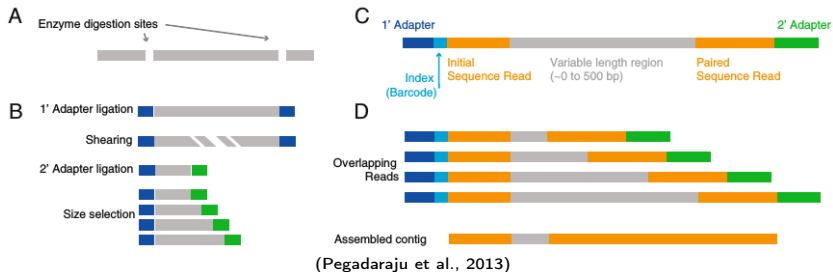 A
Enzyme digestion sites
B
1' Adapter ligation
Shearing
2' Adapter ligation
Size selection
C
1' Adapter
2' Adapter
Index
(Barcode)
Initial
Sequence Read
Variable length region
(~0 to 500 bp)
Paired
Sequence Read
D
Overlapping
Reads
Assembled contig
(Pegadaraju et al., 2013)